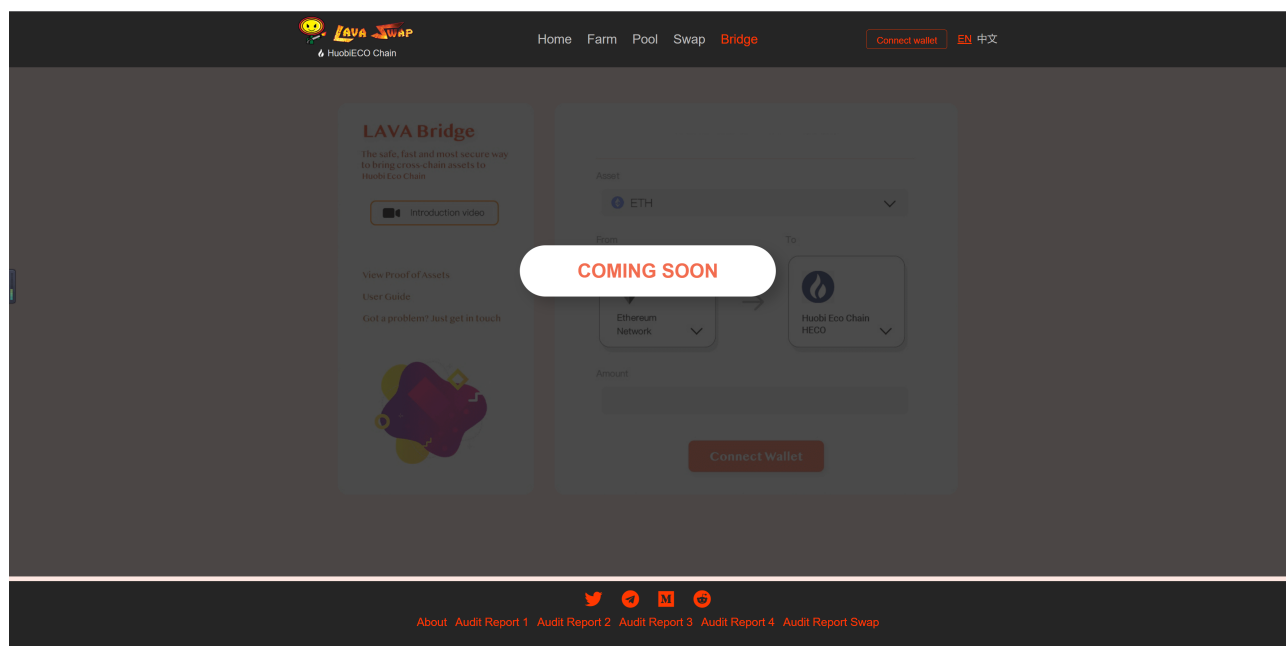 LAVA SWAP
HuobiECO Chain
Home Farm Pool Swap Bridge
Connect wallet
EN 中文
LAVA Bridge
The safe, fast and most secure way
to bring cross chain assets to
Huobi Eco Chain
Introduction video
View Proof of Assets
User Guide
Got a problem? Just get in touch
Asset
ETH
From
To
COMING SOON
Ethereum
Network
Huobi Eco Chain
HECO
Amount
Connect Wallet
M
About Audit Report 1 Audit Report 2 Audit Report 3 Audit Report 4 Audit Report Swap